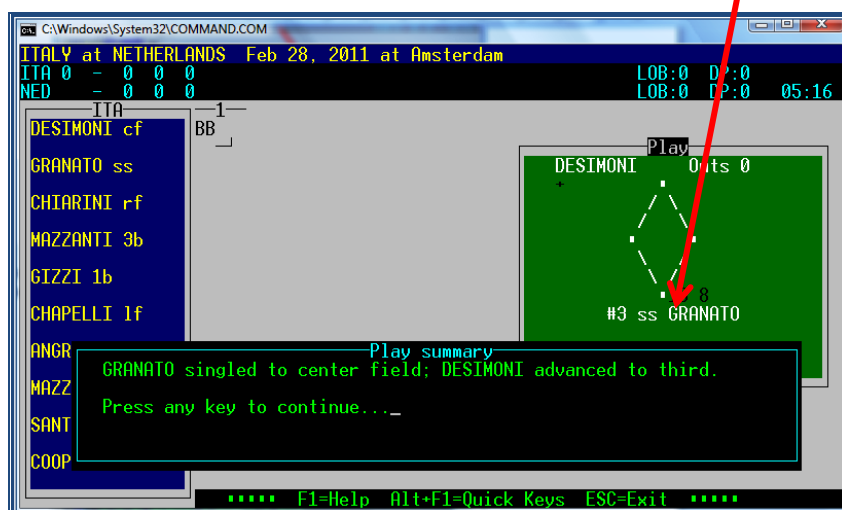 C:\Windows\System32\COMMAND.COM
ITALY at NETHERLANDS Feb 28, 2011 at Amsterdam
ITA 0 - 0 0 0 LOB:0 DP:0
NED - 0 0 0 LOB:0 DP:0 05:16
ITA 1
DESIMONI cf BB
Play
GRANATO ss DESIMONI Outs 0
CHIARINI rf
MAZZANTI 3b
GIZZI 1b
8
CHAPELLI lf #3 ss GRANATO
ANGR Play summary
GRANATO singled to center field; DESIMONI advanced to third.
MAZZ
Press any key to continue..._
SANT
COOP
F1=Help Alt+F1=Quick Keys ESC=Exit